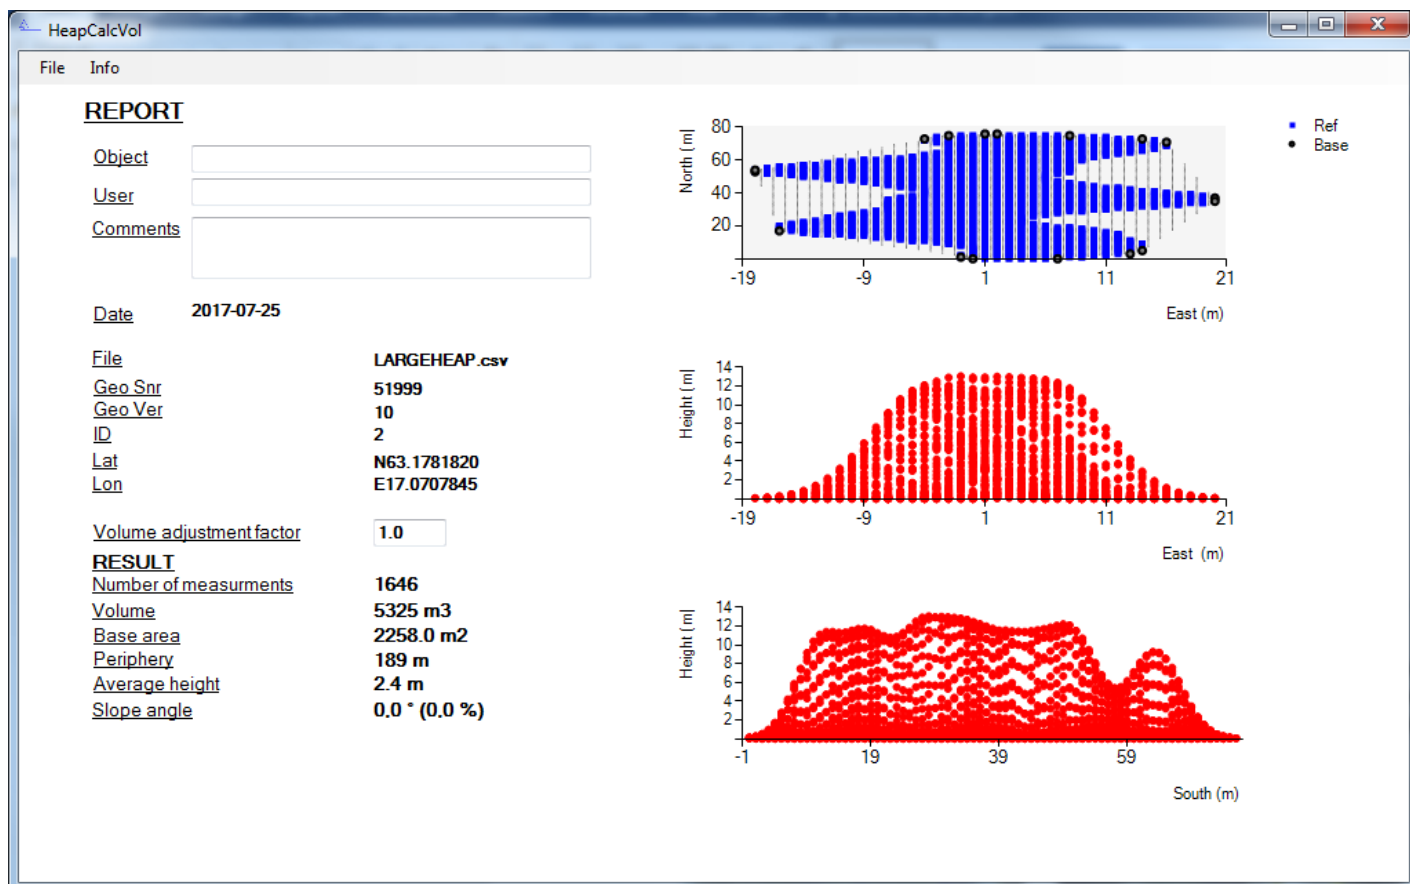 HeapCalcVol
File Info
REPORT
Object
User
Comments
Date 2017-07-25
File LARGEHEAP.csv
Geo Snr 51999
Geo Ver 10
ID 2
Lat N63.1781820
Lon E17.0707845
Volume adjustment factor 1.0
RESULT
Number of measurments 1646
Volume 5325 m3
Base area 2258.0 m2
Periphery 189 m
Average height 2.4 m
Slope angle 0,0 ° (0,0 %)
North (m|
80
60
40
20
-19 -9 1 11 21
East (m)
Ref
Base
Height (m|
14
12
10
8
6
4
2
-19 -9 1 11 21
East (m)
Height (m|
14
12
10
8
6
4
2
-1 19 39 59
South (m)